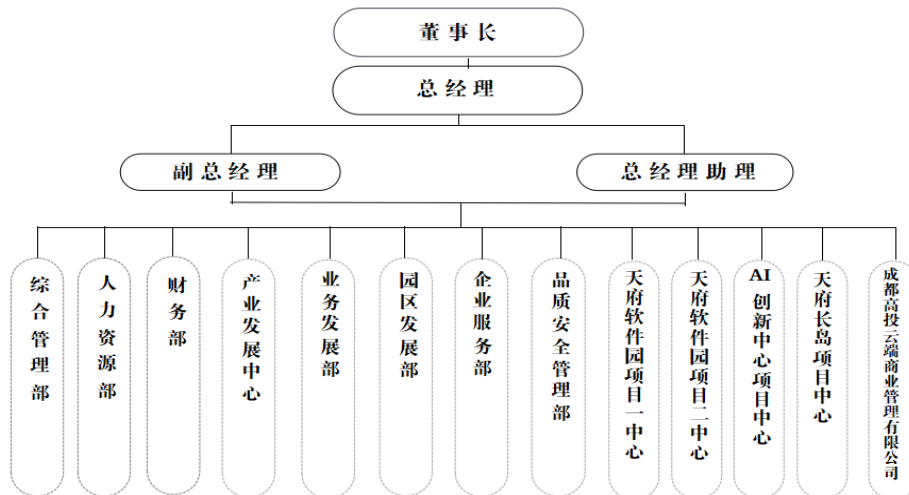 董事长
总经理
副总经理
总经理助理
综合管理部
人力资源部
财务部
产业发展中心
业务发展部
园区发展部
企业服务部
品质安全管理部
天府软件园项目一中心
天府软件园项目二中心
AI创新中心项目中心
天府长岛项目中心
成都高投云端商业管理有限公司